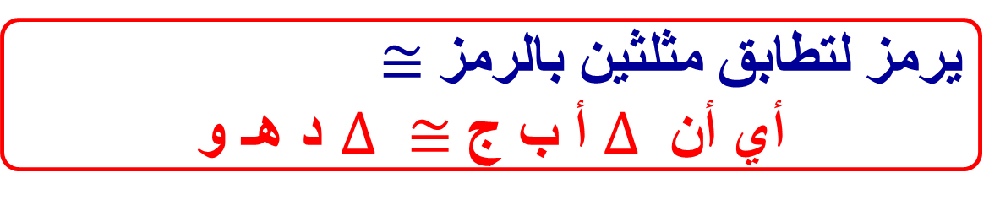 يرمز لتطابق مثلثين بالرمز ≅
أي أن Δ أ ب ج ≅ Δ د هـ و